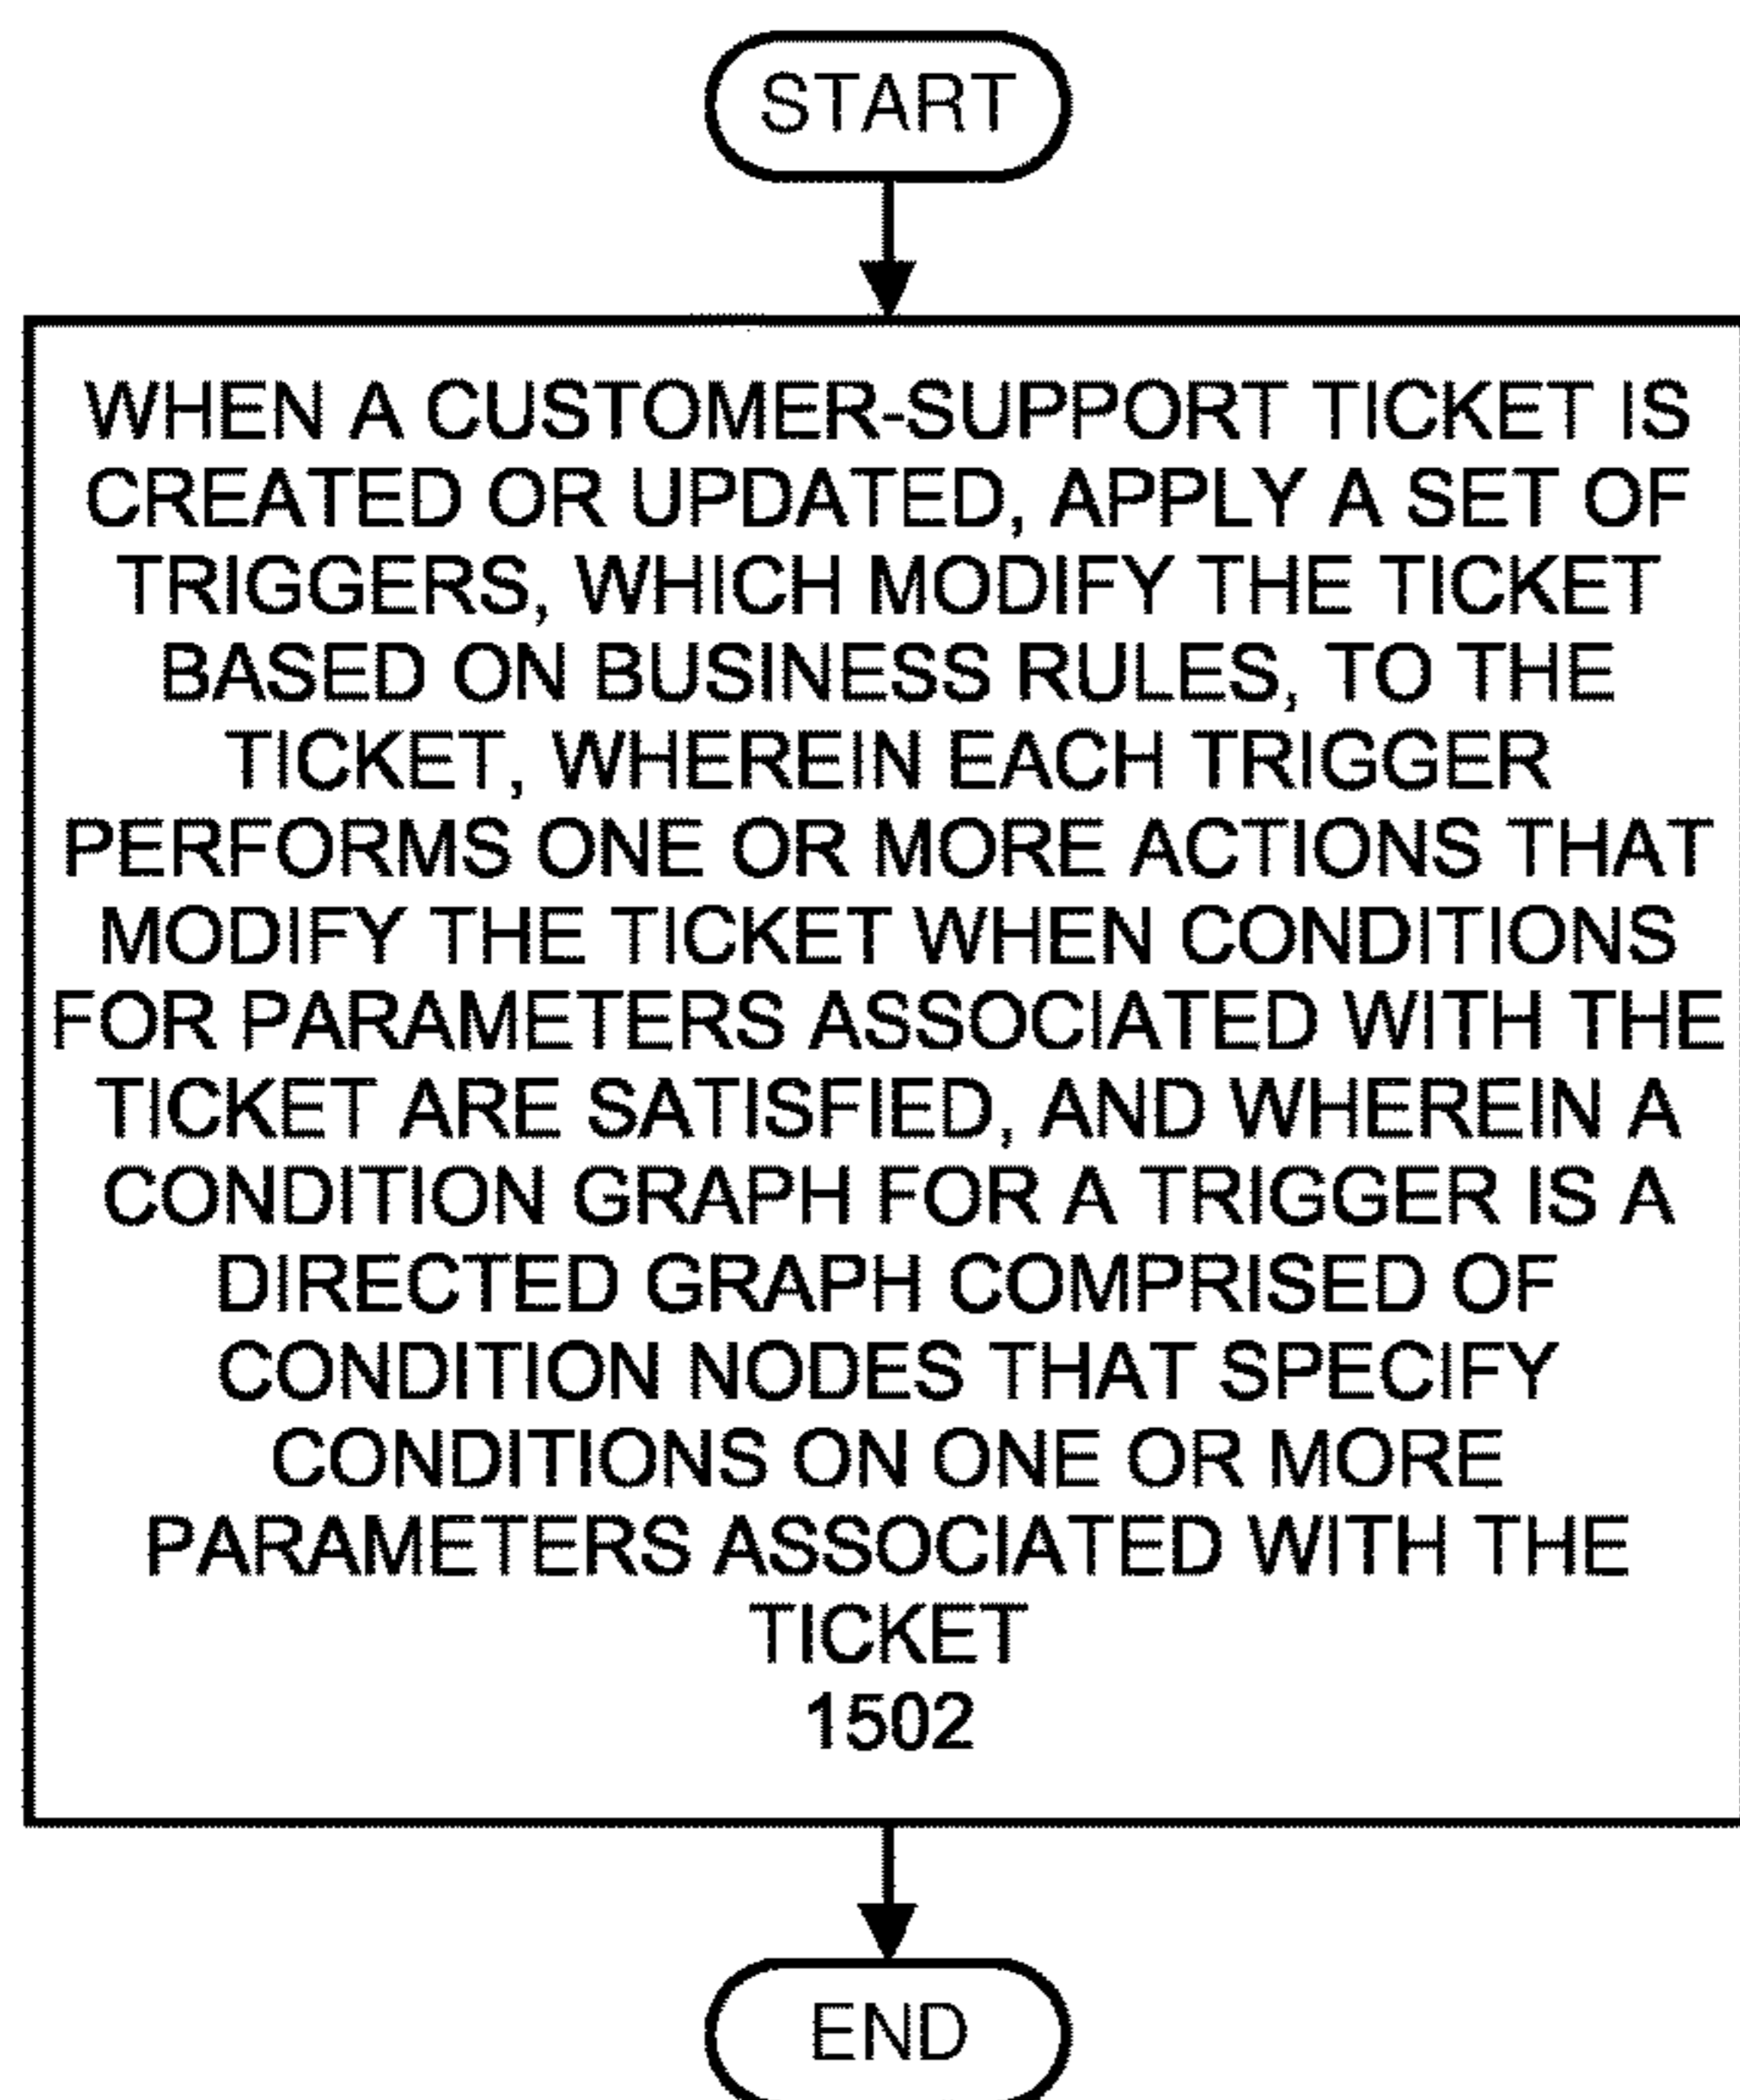 START
WHEN A CUSTOMER-SUPPORT TICKET IS
CREATED OR UPDATED, APPLY A SET OF
TRIGGERS, WHICH MODIFY THE TICKET
BASED ON BUSINESS RULES, TO THE
TICKET, WHEREIN EACH TRIGGER
PERFORMS ONE OR MORE ACTIONS THAT
MODIFY THE TICKET WHEN CONDITIONS
FOR PARAMETERS ASSOCIATED WITH THE
TICKET ARE SATISFIED, AND WHEREIN A
CONDITION GRAPH FOR A TRIGGER IS A
DIRECTED GRAPH COMPRISED OF
CONDITION NODES THAT SPECIFY
CONDITIONS ON ONE OR MORE
PARAMETERS ASSOCIATED WITH THE
TICKET
1502
END